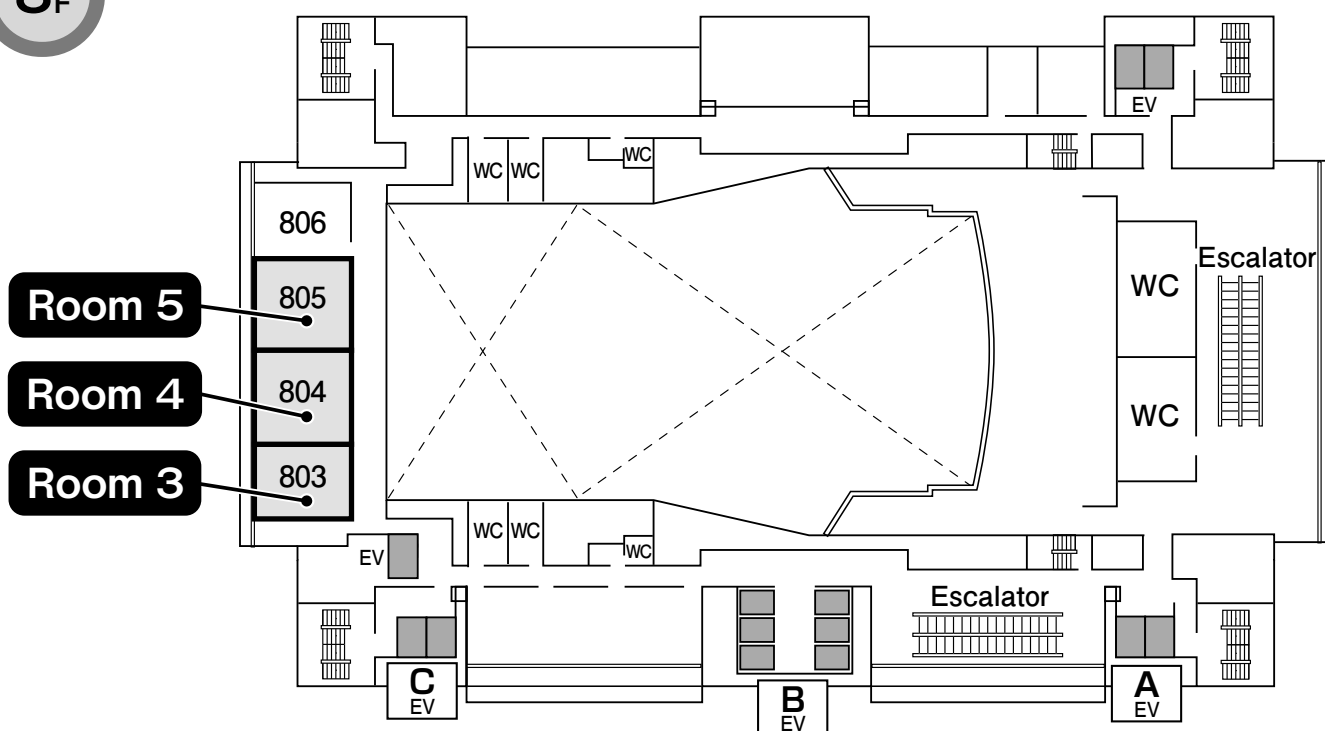 8F
EV
WC
WC
WC
806
Escalator
805
Room 5
WC
804
Room 4
WC
803
Room 3
WC
WC
WC
EV
Escalator
C
EV
B
EV
A
EV